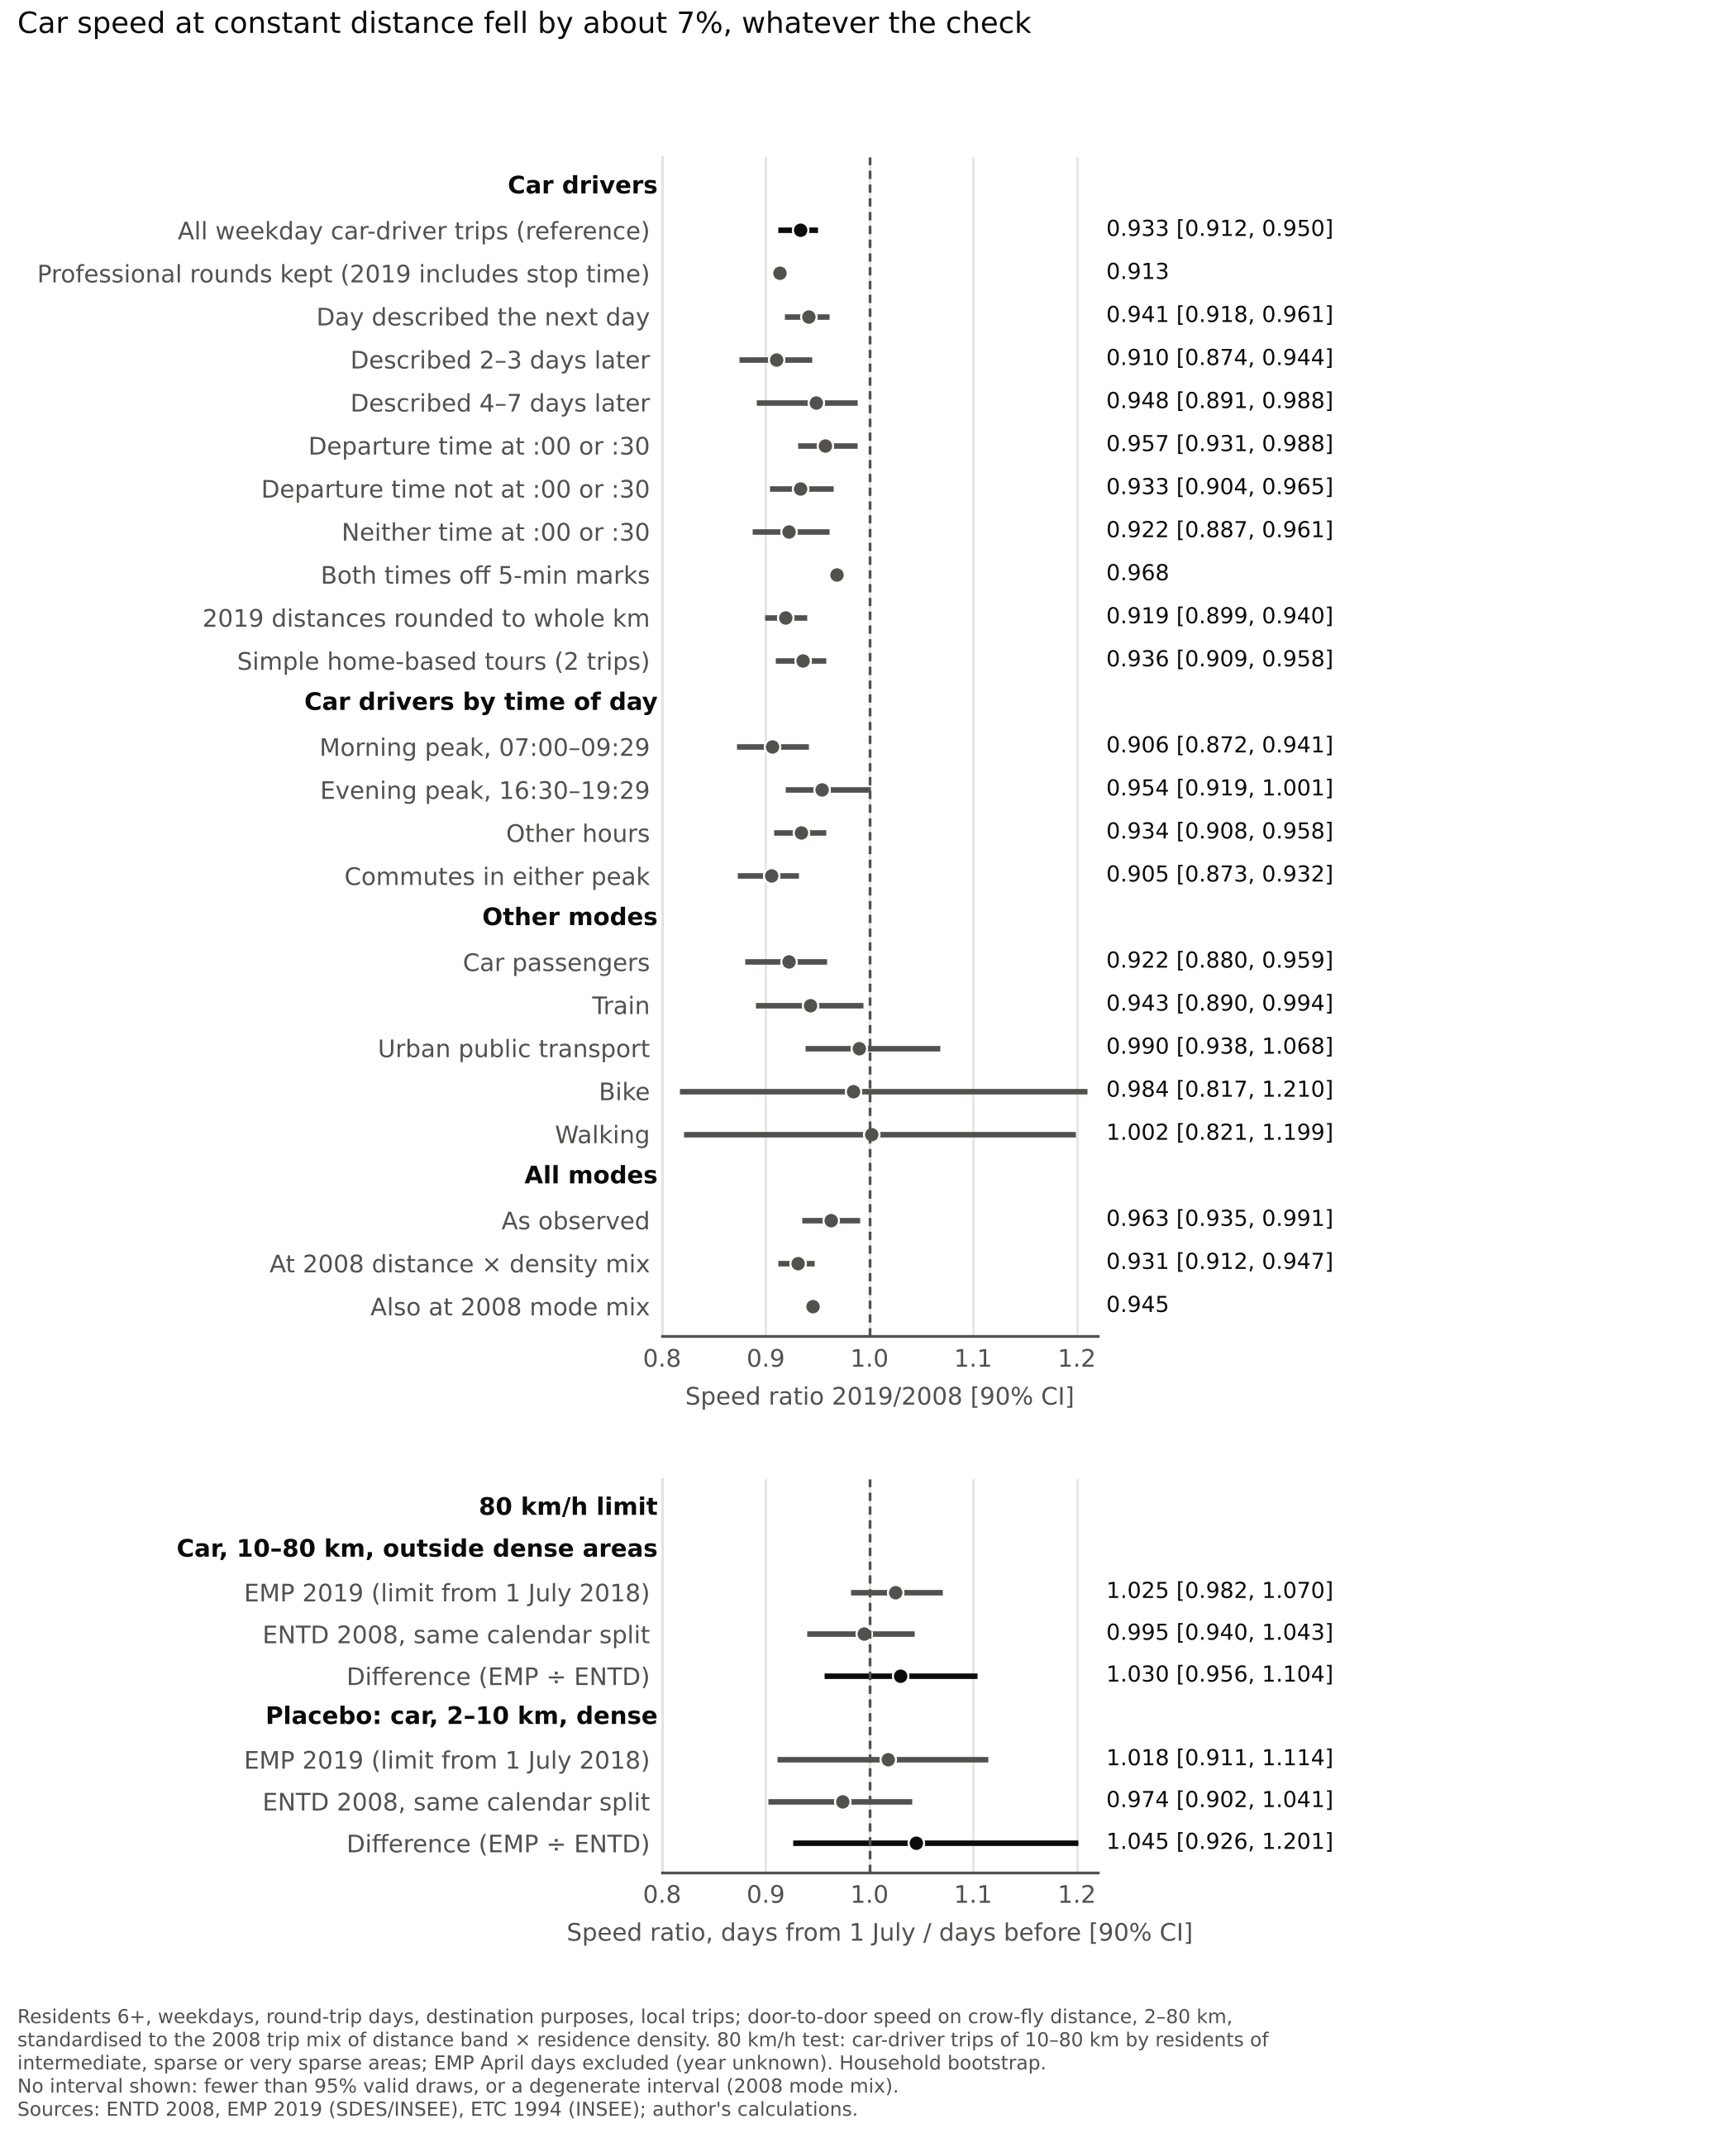 Car speed at constant distance fell by about 7%, whatever the check
Car drivers
All weekday car-driver trips (reference) 0.933 [0.912, 0.950]
Professional rounds kept (2019 includes stop time) 0.913
Day described the next day 0.941 [0.918, 0.961]
Described 2–3 days later 0.910 [0.874, 0.944]
Described 4–7 days later 0.948 [0.891, 0.988]
Departure time at :00 or :30 0.957 [0.931, 0.988]
Departure time not at :00 or :30 0.933 [0.904, 0.965]
Neither time at :00 or :30 0.922 [0.887, 0.961]
Both times off 5-min marks 0.968
2019 distances rounded to whole km 0.919 [0.899, 0.940]
Simple home-based tours (2 trips) 0.936 [0.909, 0.958]
Car drivers by time of day
Morning peak, 07:00–09:29 0.906 [0.872, 0.941]
Evening peak, 16:30–19:29 0.954 [0.919, 1.001]
Other hours 0.934 [0.908, 0.958]
Commutes in either peak 0.905 [0.873, 0.932]
Other modes
Car passengers 0.922 [0.880, 0.959]
Train 0.943 [0.890, 0.994]
Urban public transport 0.990 [0.938, 1.068]
Bike 0.984 [0.817, 1.210]
Walking 1.002 [0.821, 1.199]
All modes
As observed 0.963 [0.935, 0.991]
At 2008 distance × density mix 0.931 [0.912, 0.947]
Also at 2008 mode mix 0.945
0.8 0.9 1.0 1.1 1.2
Speed ratio 2019/2008 [90% CI]
80 km/h limit
Car, 10–80 km, outside dense areas
EMP 2019 (limit from 1 July 2018) 1.025 [0.982, 1.070]
ENTD 2008, same calendar split 0.995 [0.940, 1.043]
Difference (EMP ÷ ENTD) 1.030 [0.956, 1.104]
Placebo: car, 2–10 km, dense
EMP 2019 (limit from 1 July 2018) 1.018 [0.911, 1.114]
ENTD 2008, same calendar split 0.974 [0.902, 1.041]
Difference (EMP ÷ ENTD) 1.045 [0.926, 1.201]
0.8 0.9 1.0 1.1 1.2
Speed ratio, days from 1 July / days before [90% CI]
Residents 6+, weekdays, round-trip days, destination purposes, local trips; door-to-door speed on crow-fly distance, 2–80 km,
standardised to the 2008 trip mix of distance band × residence density. 80 km/h test: car-driver trips of 10–80 km by residents of
intermediate, sparse or very sparse areas; EMP April days excluded (year unknown). Household bootstrap.
No interval shown: fewer than 95% valid draws, or a degenerate interval (2008 mode mix).
Sources: ENTD 2008, EMP 2019 (SDES/INSEE), ETC 1994 (INSEE); author's calculations.